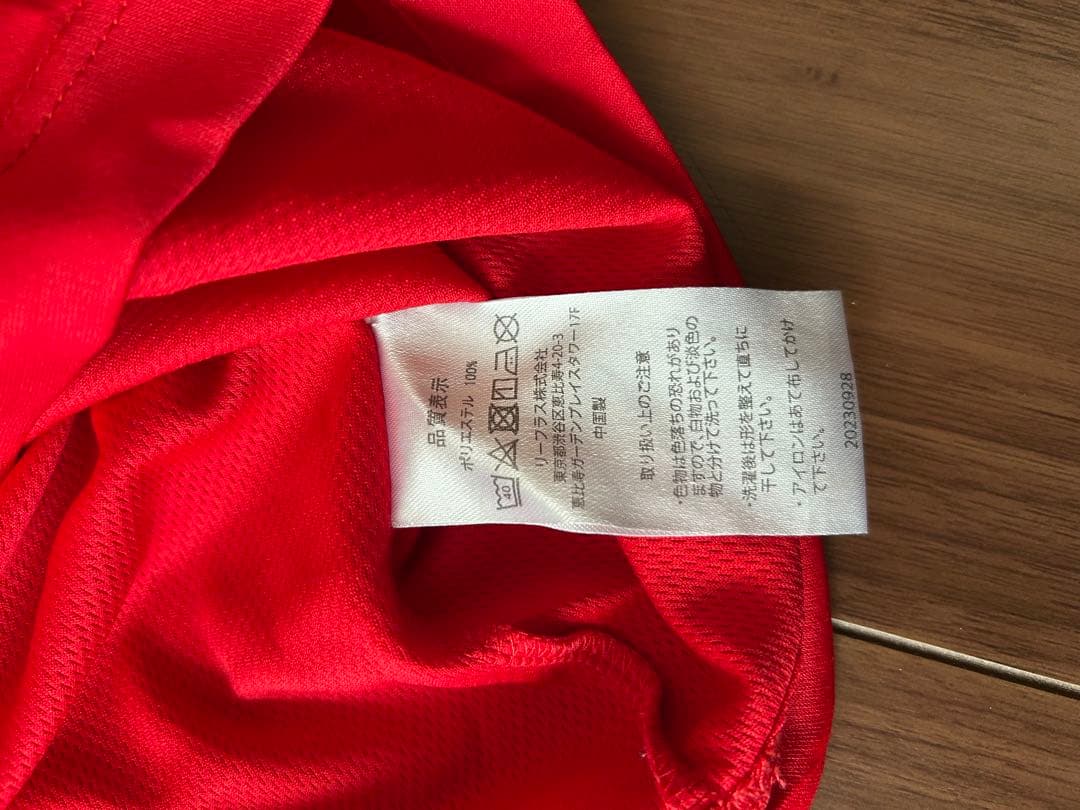 品質表示
ポリエステル 100%
40
リーフラス株式会社
東京都渋谷区恵比寿4-20-3
恵比寿ガーデンプレイスタワー17F
中国製
取り扱い上のご注意
・色物は色落ちの恐れがあり
ますので、白物および淡色の
物と分けて洗って下さい。
・洗濯後は形を整えて直ちに
干して下さい。
・アイロンはあて布してかけ
て下さい。
20230928